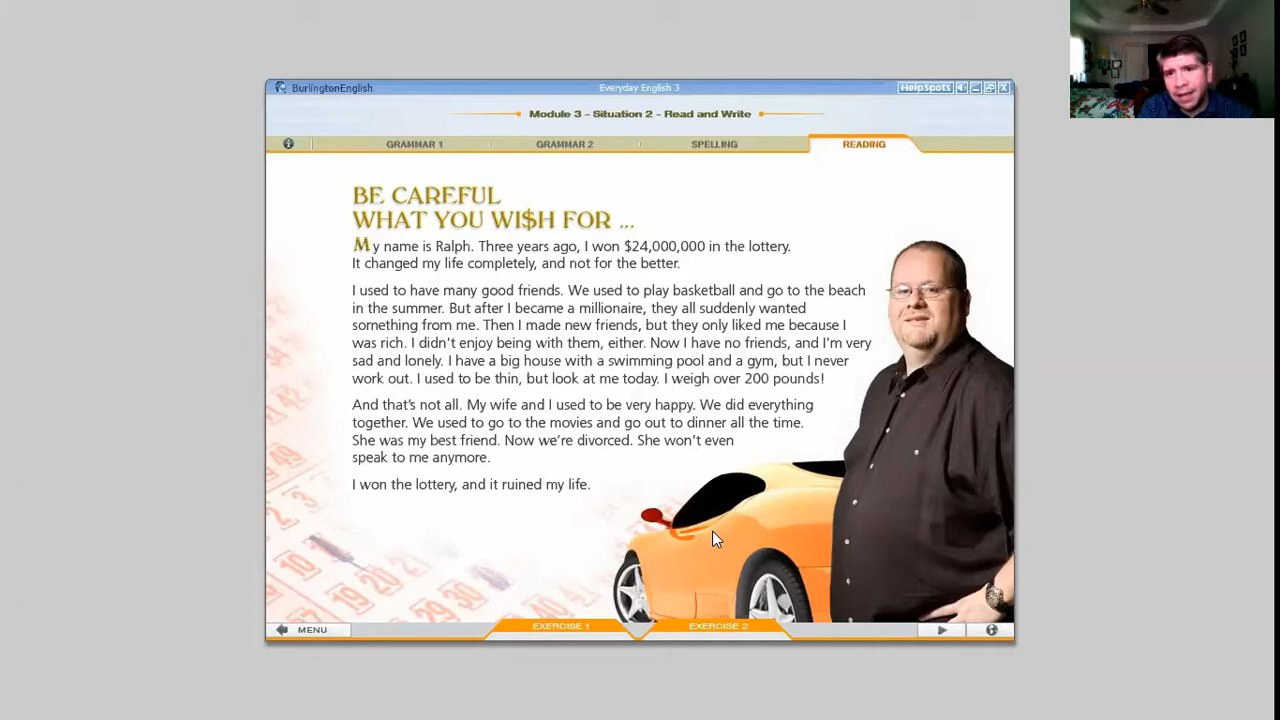 BurlingtonEnglish
Everyday English 3
HelpSpots
X
Module 3 - Situation 2 - Read and Write
GRAMMAR 1
GRAMMAR 2
SPELLING
READING
BE CAREFUL
WHAT YOU WI$H FOR ...
My name is Ralph. Three years ago, I won $24,000,000 in the lottery.
It changed my life completely, and not for the better.
I used to have many good friends. We used to play basketball and go to the beach
in the summer. But after I became a millionaire, they all suddenly wanted
something from me. Then I made new friends, but they only liked me because I
was rich. I didn't enjoy being with them, either. Now I have no friends, and I'm very
sad and lonely. I have a big house with a swimming pool and a gym, but I never
work out. I used to be thin, but look at me today. I weigh over 200 pounds!
And that's not all. My wife and I used to be very happy. We did everything
together. We used to go to the movies and go out to dinner all the time.
She was my best friend. Now we're divorced. She won't even
speak to me anymore.
I won the lottery, and it ruined my life.
MENU
EXERCISE 1
EXERCISE 2